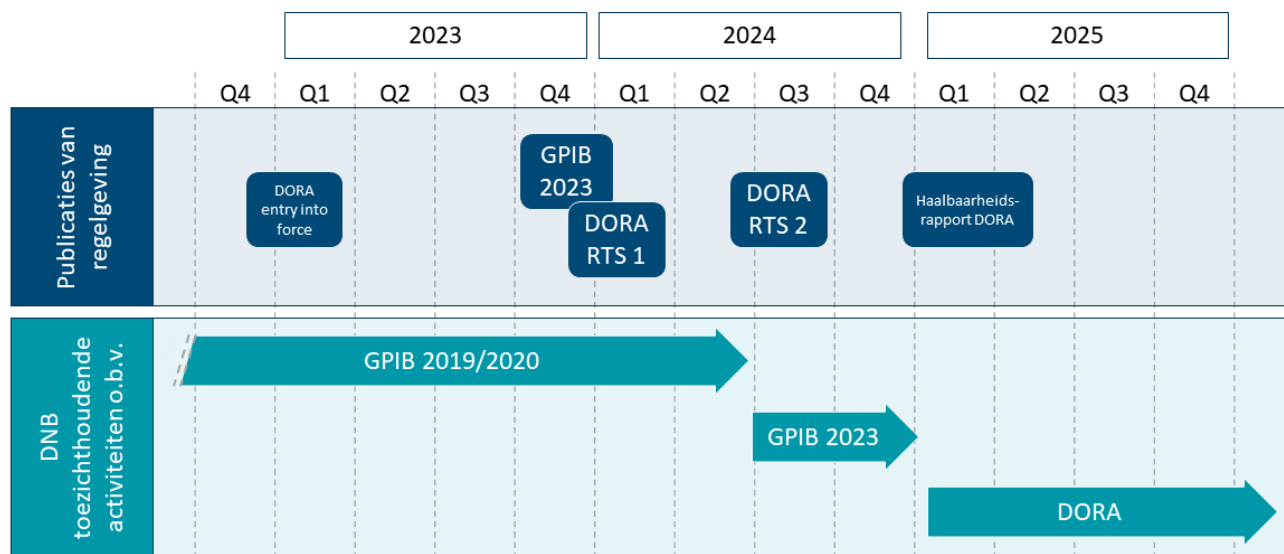 2023
2024
2025
Q4
Q1
Q2
Q3
Q4
Q1
Q2
Q3
Q4
Q1
Q2
Q3
Q4
Publicaties van
regelgeving
DORA
entry into
force
GPIB
2023
DORA
RTS 1
DORA
RTS 2
Haalbaarheids-
rapport DORA
DNB
toezichthoudende
activiteiten o.b.v.
GPIB 2019/2020
GPIB 2023
DORA